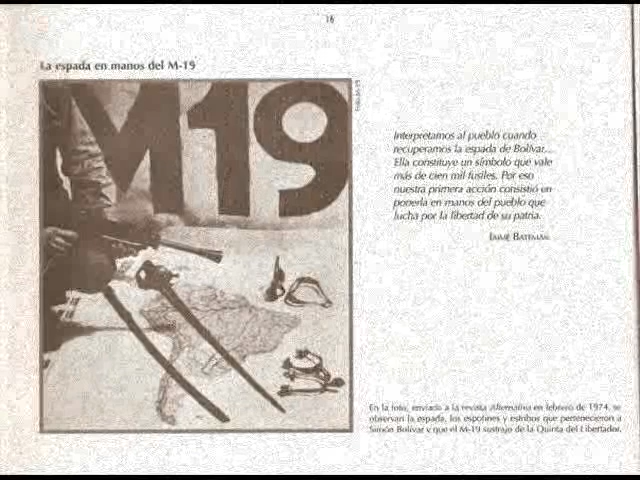 16
La espada en manos del M-19
M19
Interpretamos al pueblo cuando
recuperamos la espada de Bolívar...
Ella constituye un símbolo que vale
más de cien mil fusiles. Por eso
nuestra primera acción consistió en
ponerla en manos del pueblo que
lucha por la libertad de su patria.
JAIME BATEMAN
En la foto, enviado a la revista Alternativa en febrero de 1974, se
observan la espada, los espolines y estribos que pertenecieron a
Simón Bolívar y que el M-19 sustrajo de la Quinta del Libertador.